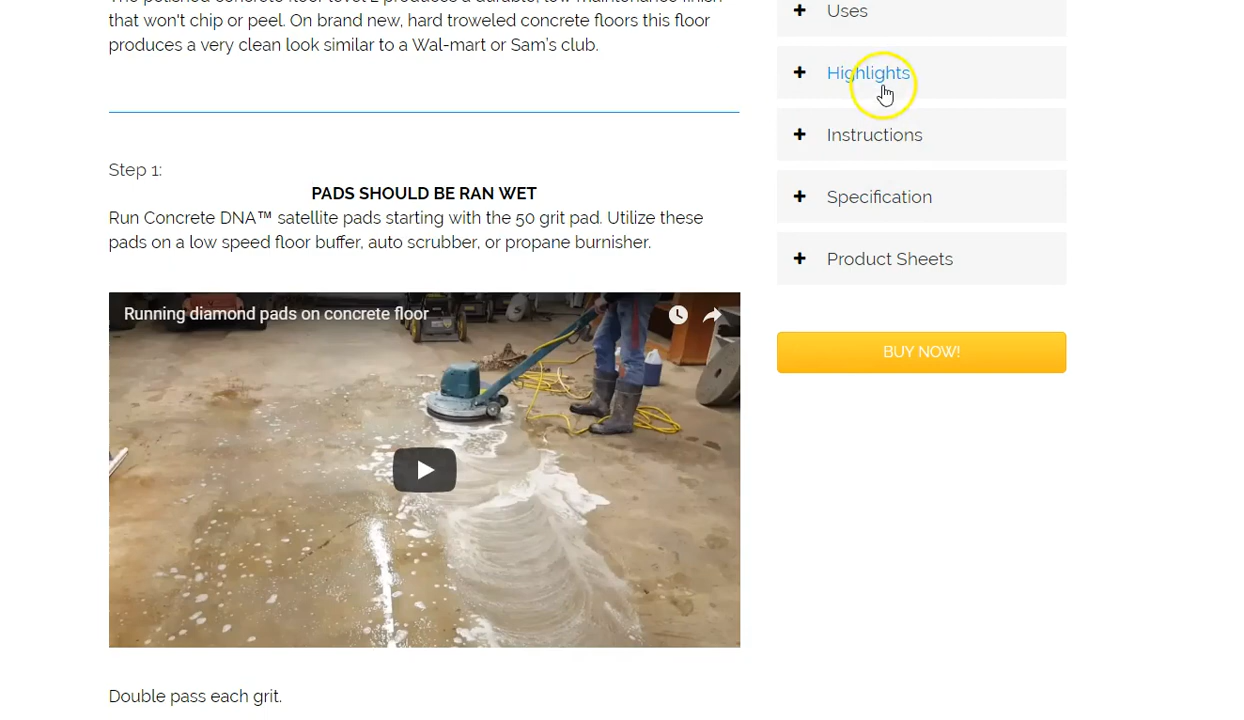 that won't chip or peel. On brand new, hard troweled concrete floors this floor
produces a very clean look similar to a Wal-mart or Sam's club.
Step 1:
PADS SHOULD BE RAN WET
Run Concrete DNA™ satellite pads starting with the 50 grit pad. Utilize these
pads on a low speed floor buffer, auto scrubber, or propane burnisher.
Running diamond pads on concrete floor
Double pass each grit.
Uses
Highlights
Instructions
Specification
Product Sheets
BUY NOW!